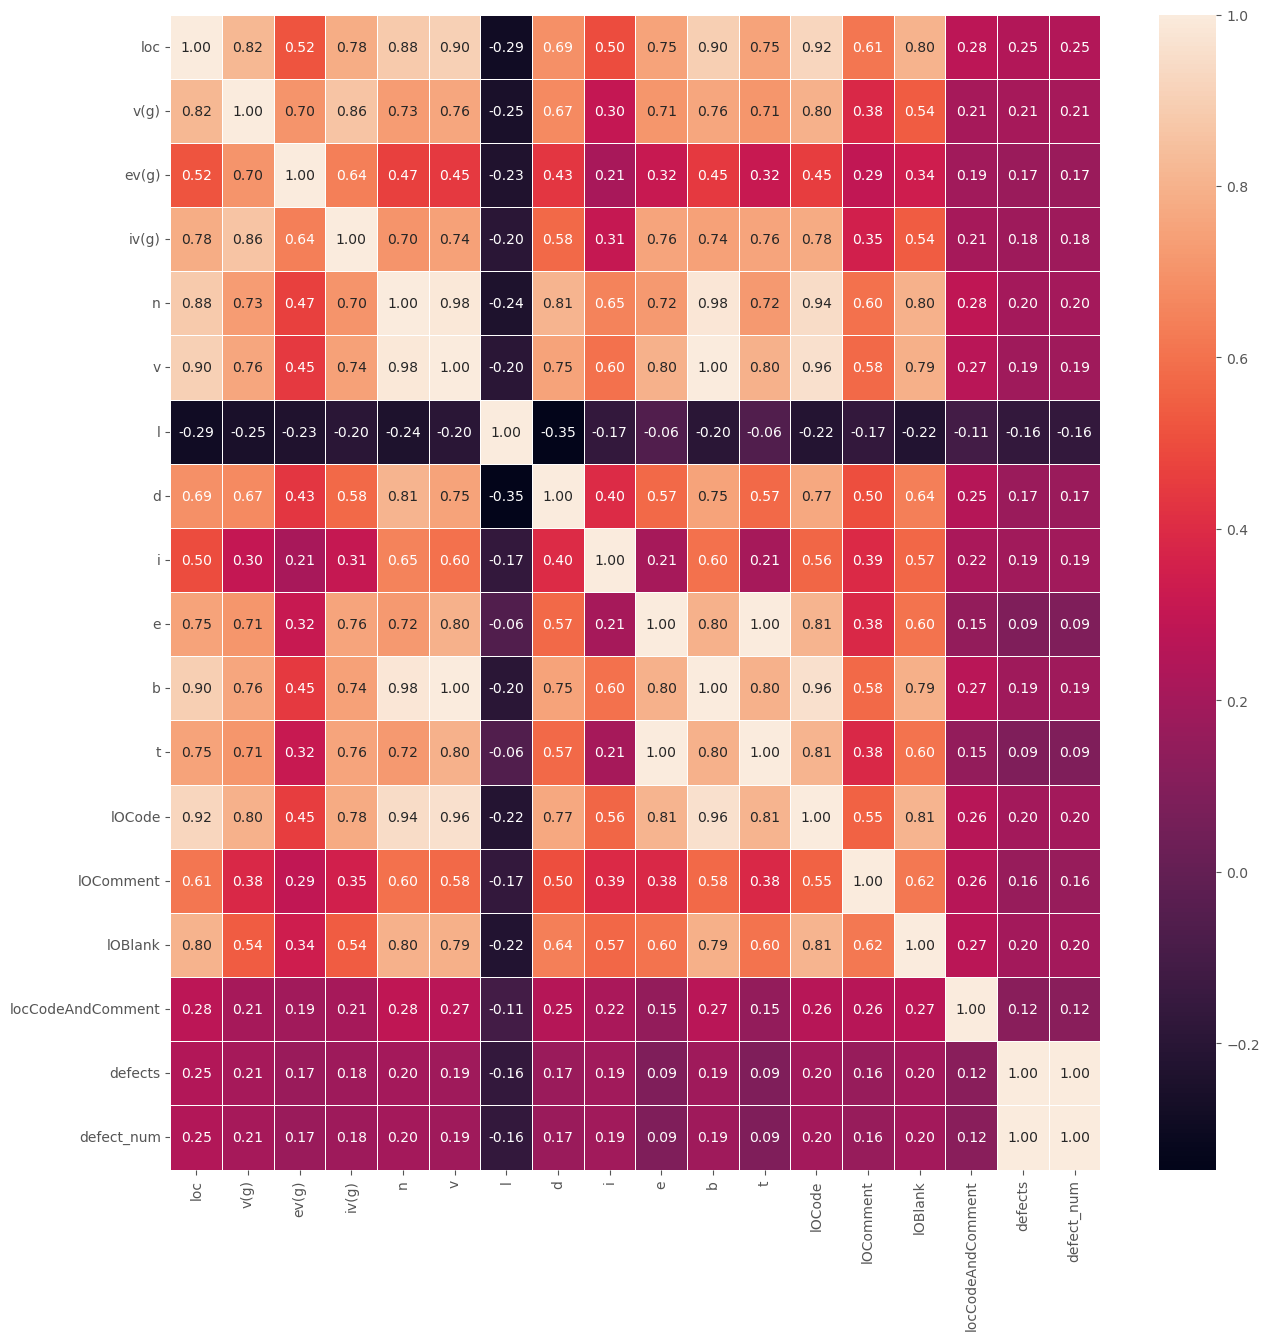 loc 1.00 0.82 0.52 0.78 0.88 0.90 -0.29 0.69 0.50 0.75 0.90 0.75 0.92 0.61 0.80 0.28 0.25 0.25
v(g) 0.82 1.00 0.70 0.86 0.73 0.76 -0.25 0.67 0.30 0.71 0.76 0.71 0.80 0.38 0.54 0.21 0.21 0.21
ev(g) 0.52 0.70 1.00 0.64 0.47 0.45 -0.23 0.43 0.21 0.32 0.45 0.32 0.45 0.29 0.34 0.19 0.17 0.17
iv(g) 0.78 0.86 0.64 1.00 0.70 0.74 -0.20 0.58 0.31 0.76 0.74 0.76 0.78 0.35 0.54 0.21 0.18 0.18
n 0.88 0.73 0.47 0.70 1.00 0.98 -0.24 0.81 0.65 0.72 0.98 0.72 0.94 0.60 0.80 0.28 0.20 0.20
v 0.90 0.76 0.45 0.74 0.98 1.00 -0.20 0.75 0.60 0.80 1.00 0.80 0.96 0.58 0.79 0.27 0.19 0.19
l -0.29 -0.25 -0.23 -0.20 -0.24 -0.20 1.00 -0.35 -0.17 -0.06 -0.20 -0.06 -0.22 -0.17 -0.22 -0.11 -0.16 -0.16
d 0.69 0.67 0.43 0.58 0.81 0.75 -0.35 1.00 0.40 0.57 0.75 0.57 0.77 0.50 0.64 0.25 0.17 0.17
i 0.50 0.30 0.21 0.31 0.65 0.60 -0.17 0.40 1.00 0.21 0.60 0.21 0.56 0.39 0.57 0.22 0.19 0.19
e 0.75 0.71 0.32 0.76 0.72 0.80 -0.06 0.57 0.21 1.00 0.80 1.00 0.81 0.38 0.60 0.15 0.09 0.09
b 0.90 0.76 0.45 0.74 0.98 1.00 -0.20 0.75 0.60 0.80 1.00 0.80 0.96 0.58 0.79 0.27 0.19 0.19
t 0.75 0.71 0.32 0.76 0.72 0.80 -0.06 0.57 0.21 1.00 0.80 1.00 0.81 0.38 0.60 0.15 0.09 0.09
lOCode 0.92 0.80 0.45 0.78 0.94 0.96 -0.22 0.77 0.56 0.81 0.96 0.81 1.00 0.55 0.81 0.26 0.20 0.20
lOComment 0.61 0.38 0.29 0.35 0.60 0.58 -0.17 0.50 0.39 0.38 0.58 0.38 0.55 1.00 0.62 0.26 0.16 0.16
lOBlank 0.80 0.54 0.34 0.54 0.80 0.79 -0.22 0.64 0.57 0.60 0.79 0.60 0.81 0.62 1.00 0.27 0.20 0.20
locCodeAndComment 0.28 0.21 0.19 0.21 0.28 0.27 -0.11 0.25 0.22 0.15 0.27 0.15 0.26 0.26 0.27 1.00 0.12 0.12
defects 0.25 0.21 0.17 0.18 0.20 0.19 -0.16 0.17 0.19 0.09 0.19 0.09 0.20 0.16 0.20 0.12 1.00 1.00
defect_num 0.25 0.21 0.17 0.18 0.20 0.19 -0.16 0.17 0.19 0.09 0.19 0.09 0.20 0.16 0.20 0.12 1.00 1.00
loc v(g) ev(g) iv(g) n v l d i e b t lOCode lOComment lOBlank locCodeAndComment defects defect_num
1.0
0.8
0.6
0.4
0.2
0.0
−0.2